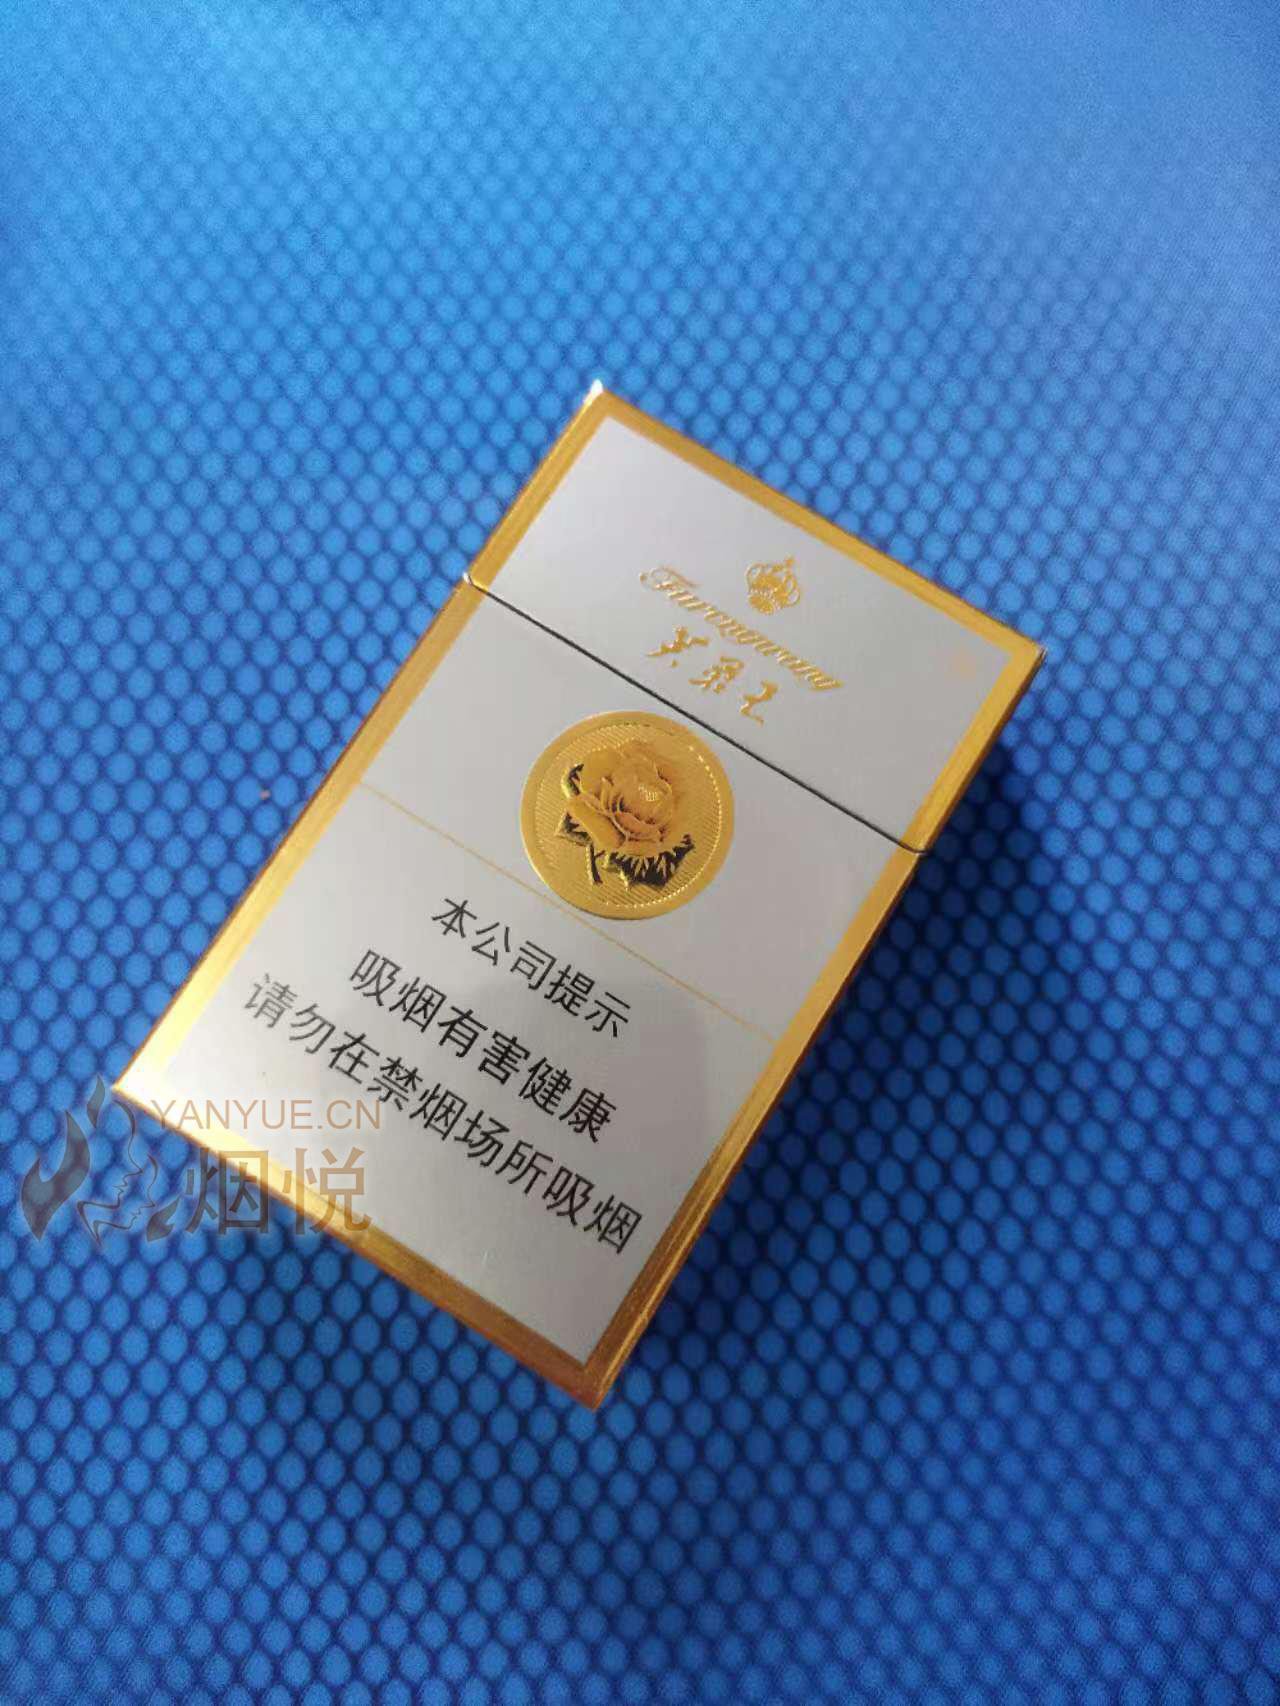 Furongwang
芙蓉王
本公司提示
吸烟有害健康
请勿在禁烟场所吸烟
YANYUE.CN
烟悦